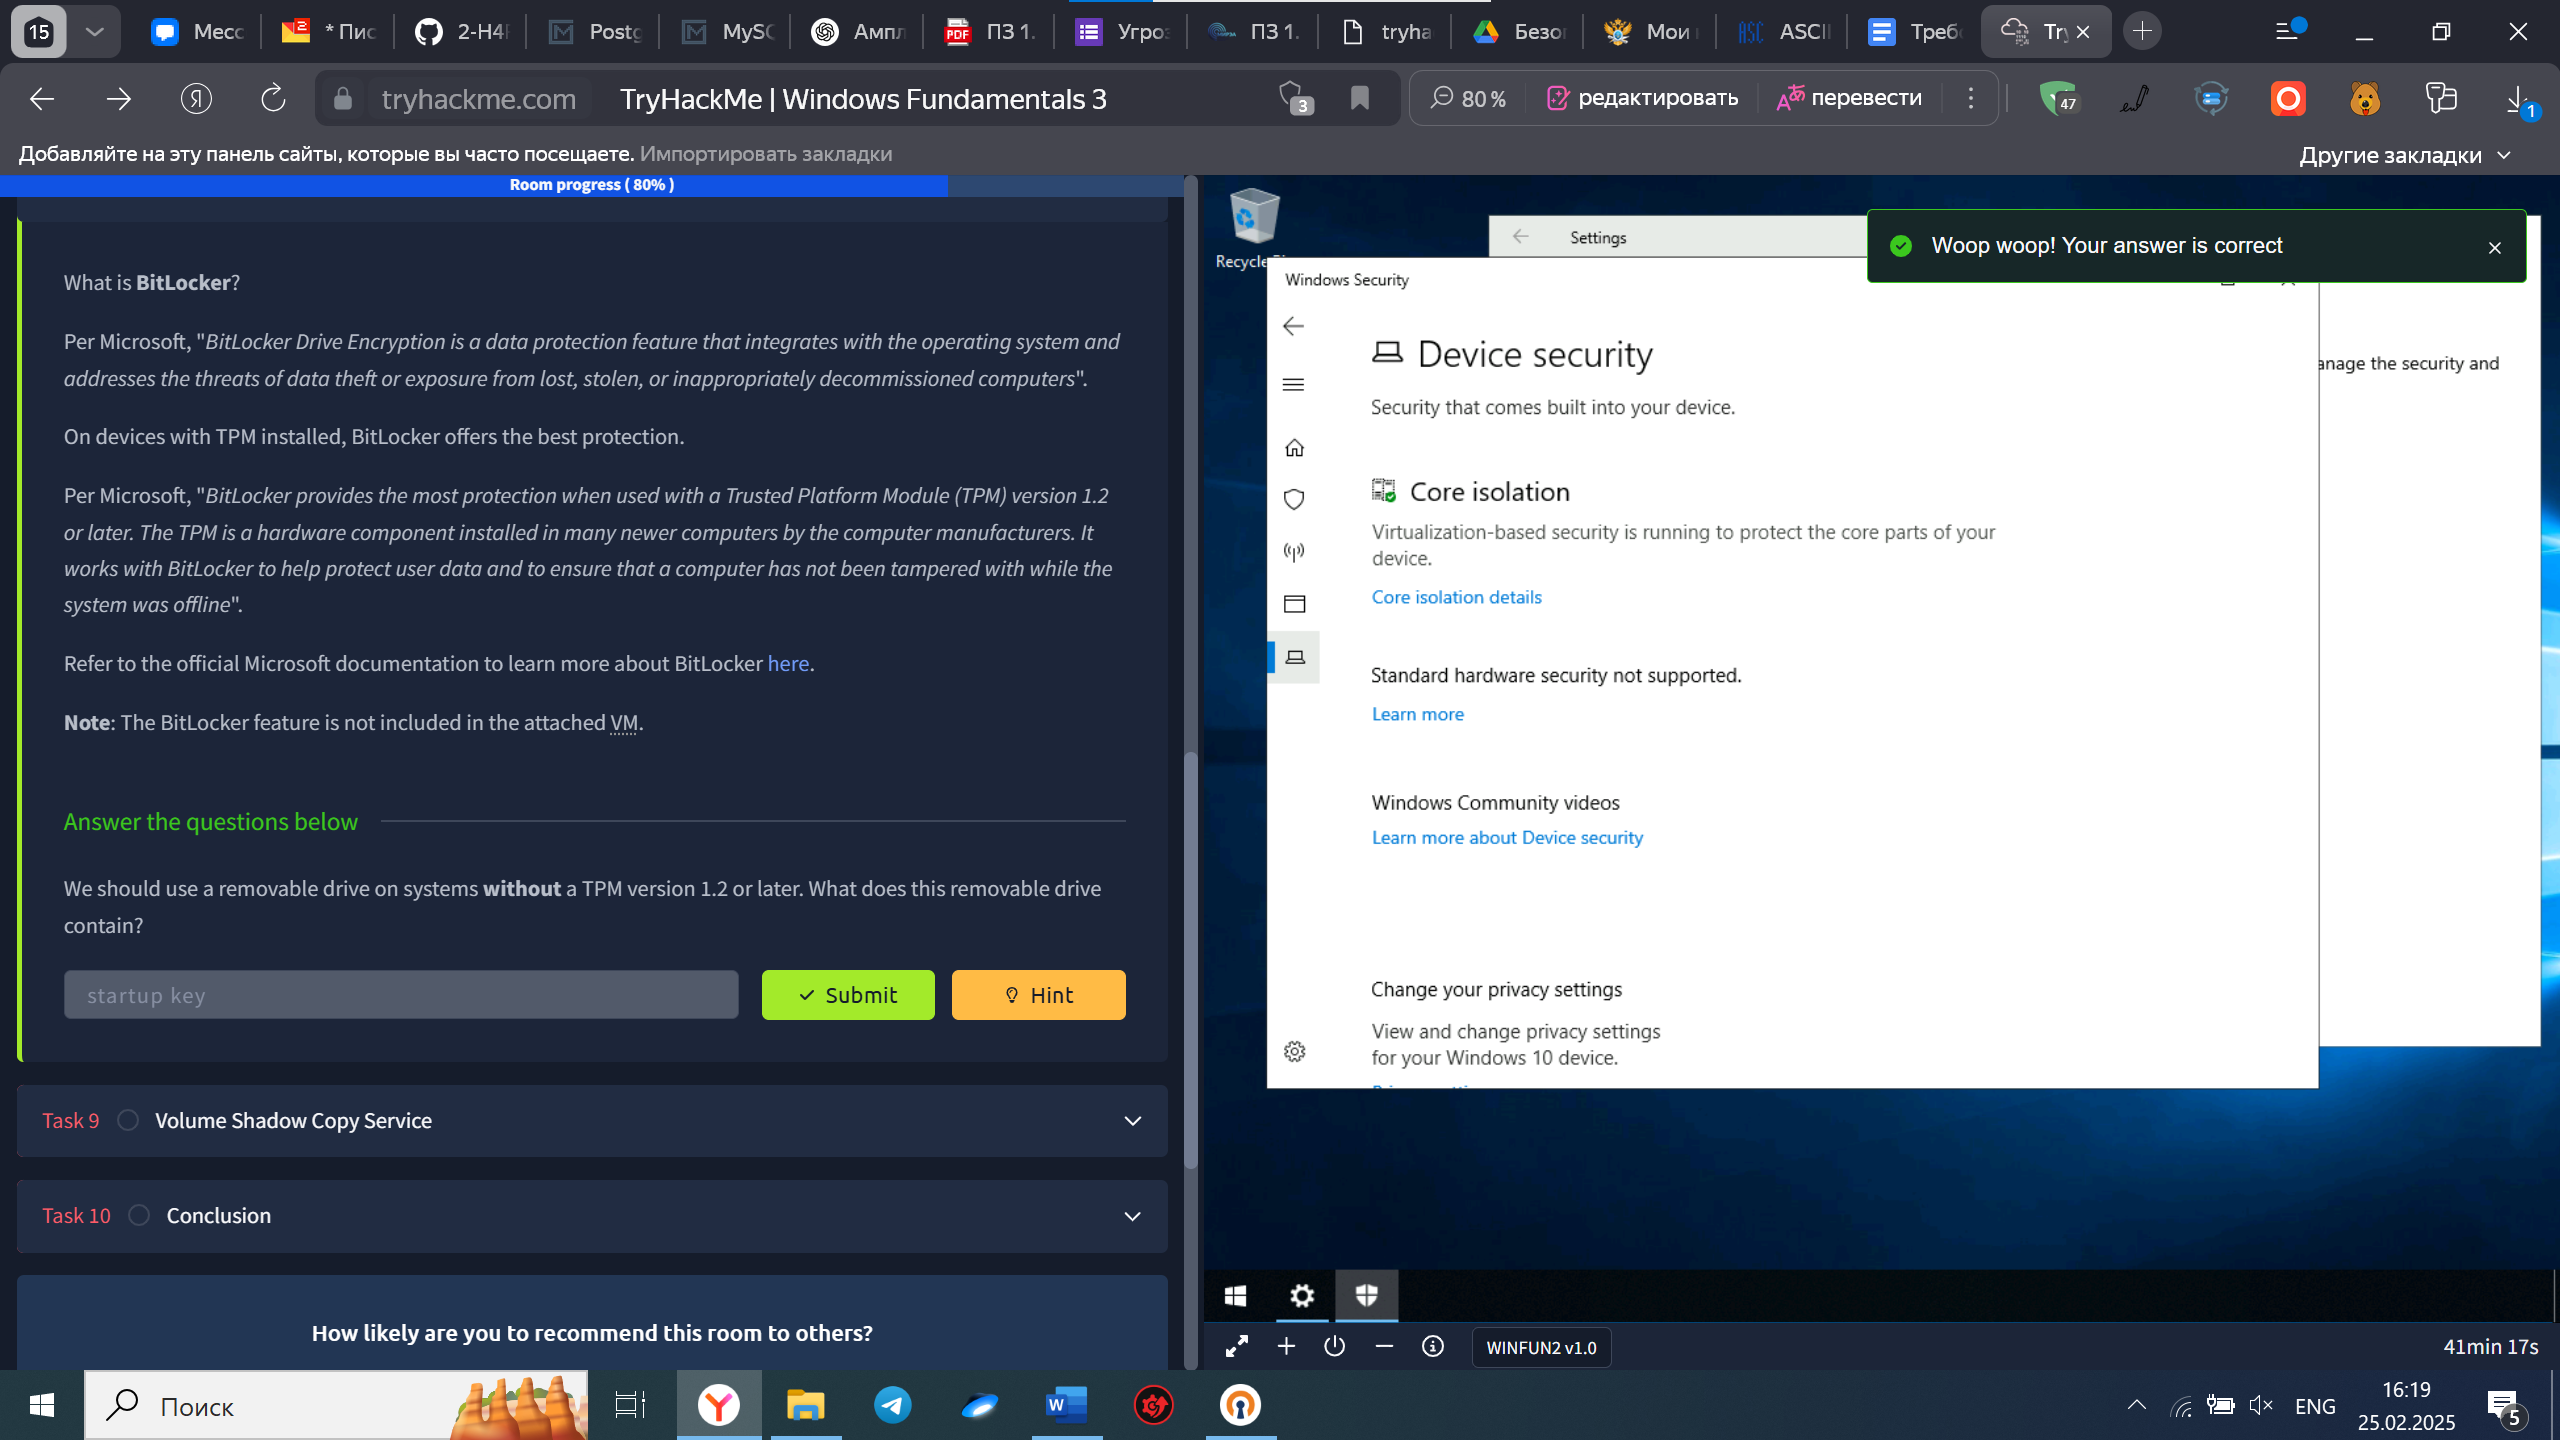 15
Месс
* Пис
2-H4F
Postg
MySQ
Ампл
ПЗ 1.
Угроз
ПЗ 1.
tryha
Безог
Мои
ASCII
Требо
Try
tryhackme.com
TryHackMe | Windows Fundamentals 3
3
80 %
редактировать
перевести
47
1
Добавляйте на эту панель сайты, которые вы часто посещаете. Импортировать закладки
Другие закладки
Room progress ( 80% )
What is BitLocker?
Per Microsoft, "BitLocker Drive Encryption is a data protection feature that integrates with the operating system and
addresses the threats of data theft or exposure from lost, stolen, or inappropriately decommissioned computers".
On devices with TPM installed, BitLocker offers the best protection.
Per Microsoft, "BitLocker provides the most protection when used with a Trusted Platform Module (TPM) version 1.2
or later. The TPM is a hardware component installed in many newer computers by the computer manufacturers. It
works with BitLocker to help protect user data and to ensure that a computer has not been tampered with while the
system was offline".
Refer to the official Microsoft documentation to learn more about BitLocker here.
Note: The BitLocker feature is not included in the attached VM.
Answer the questions below
We should use a removable drive on systems without a TPM version 1.2 or later. What does this removable drive
contain?
startup key
Submit
Hint
Task 9
Volume Shadow Copy Service
Task 10
Conclusion
How likely are you to recommend this room to others?
Recycle
Settings
Woop woop! Your answer is correct
Windows Security
Device security
Security that comes built into your device.
anage the security and
Core isolation
Virtualization-based security is running to protect the core parts of your
device.
Core isolation details
Standard hardware security not supported.
Learn more
Windows Community videos
Learn more about Device security
Change your privacy settings
View and change privacy settings
for your Windows 10 device.
WINFUN2 v1.0
41min 17s
Поиск
ENG
16:19
25.02.2025
5